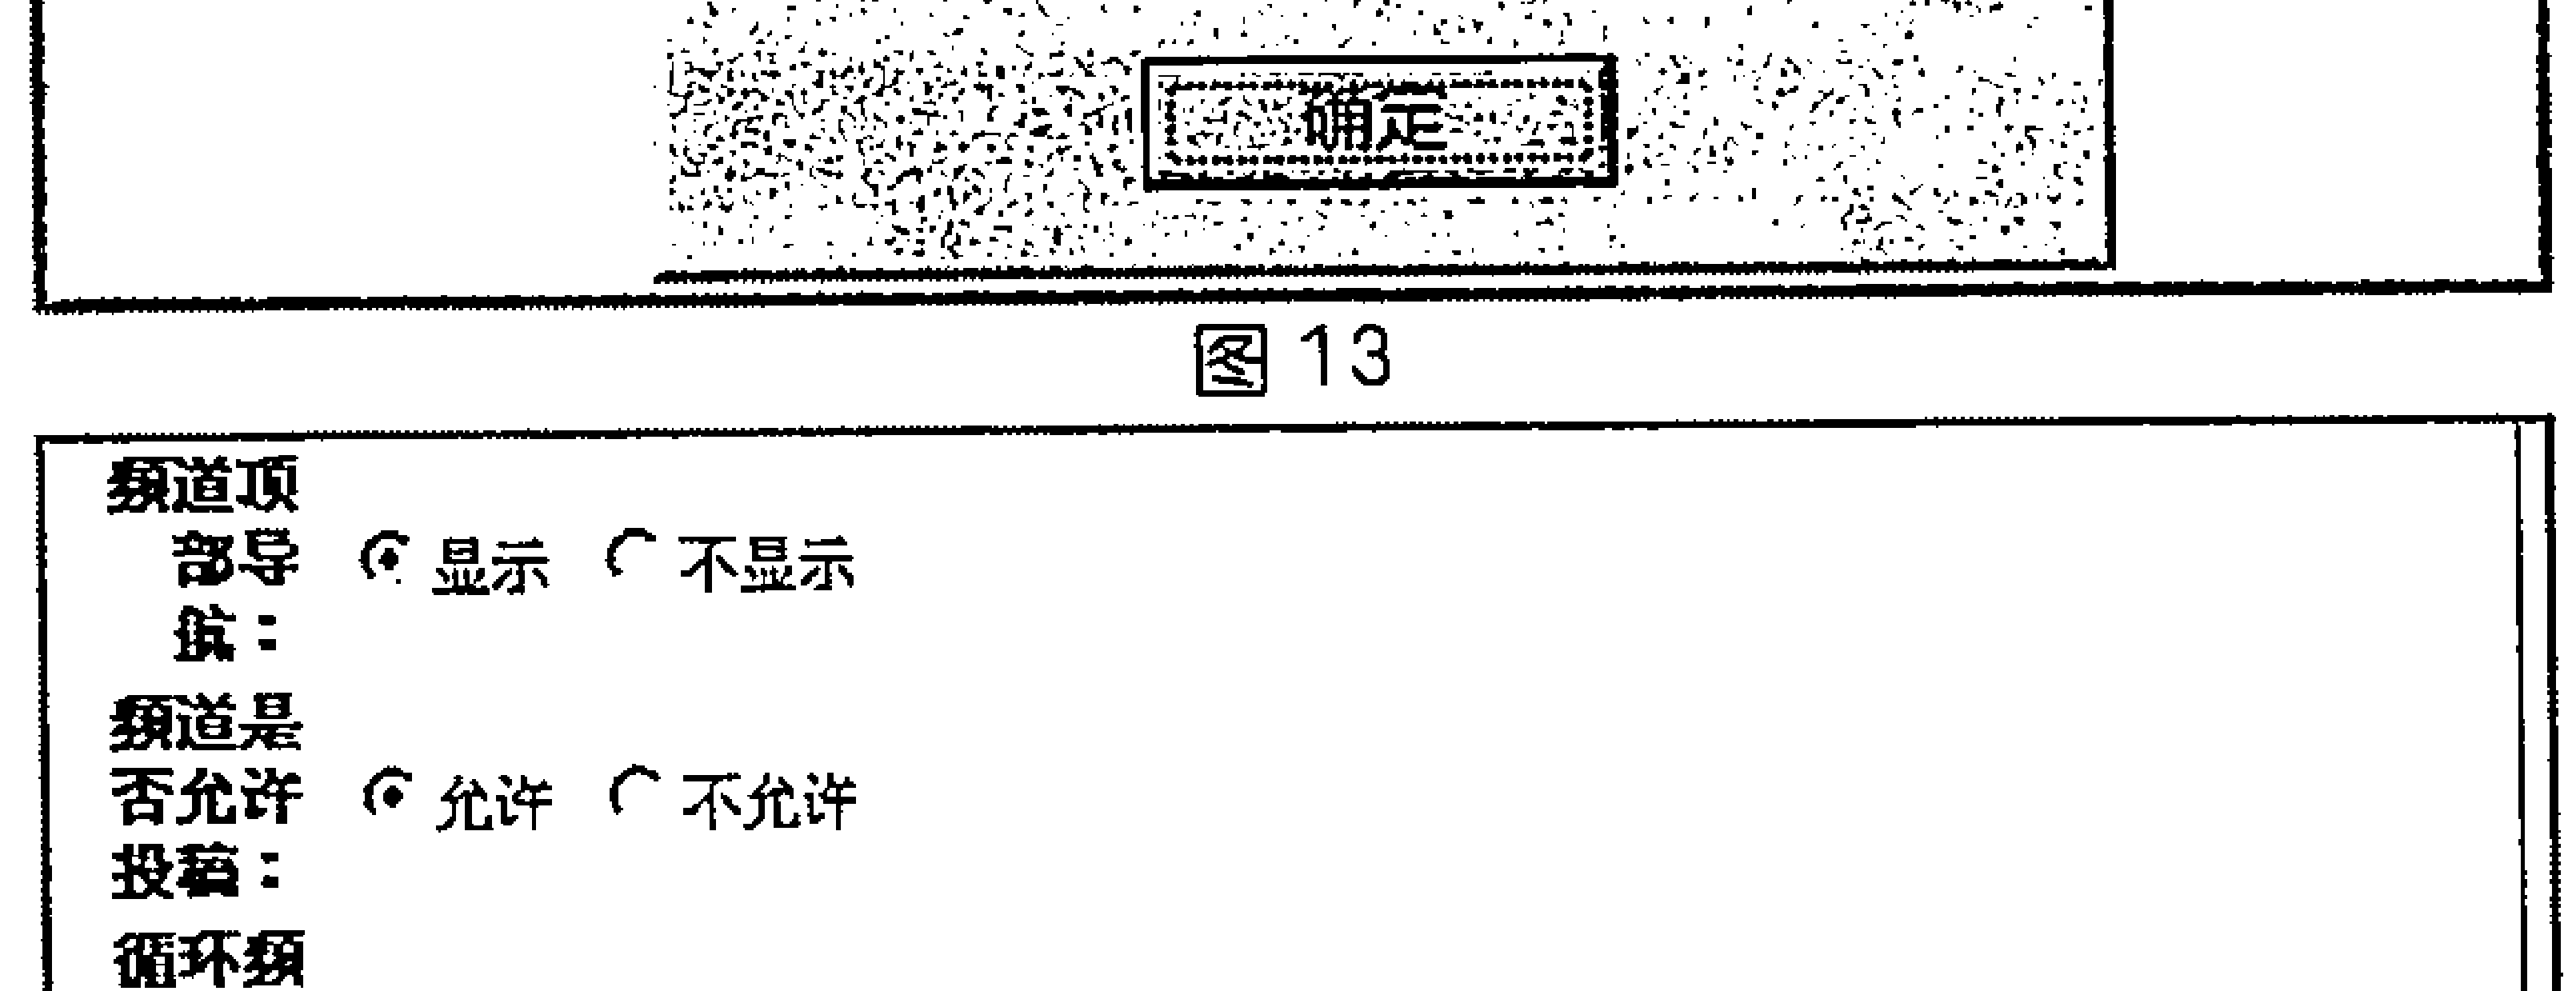 确定
图 13
频道顶
部导
航：
显示 不显示
频道是
否允许
投稿：
允许 不允许
循环频